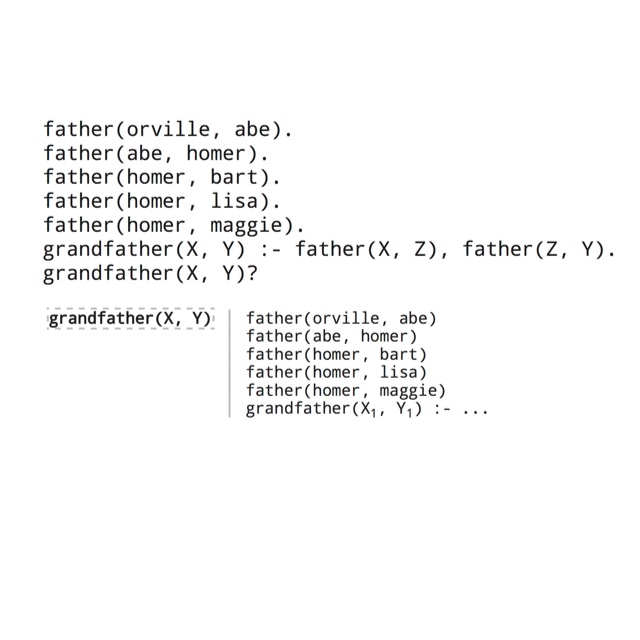 father(orville, abe).
father(abe, homer).
father(homer, bart).
father(homer, lisa).
father(homer, maggie).
grandfather(X, Y) :- father(X, Z), father(Z, Y).
grandfather(X, Y)?
grandfather(X, Y)
father(orville, abe)
father(abe, homer)
father(homer, bart)
father(homer, lisa)
father(homer, maggie)
grandfather(X₁, Y₁) :- ...